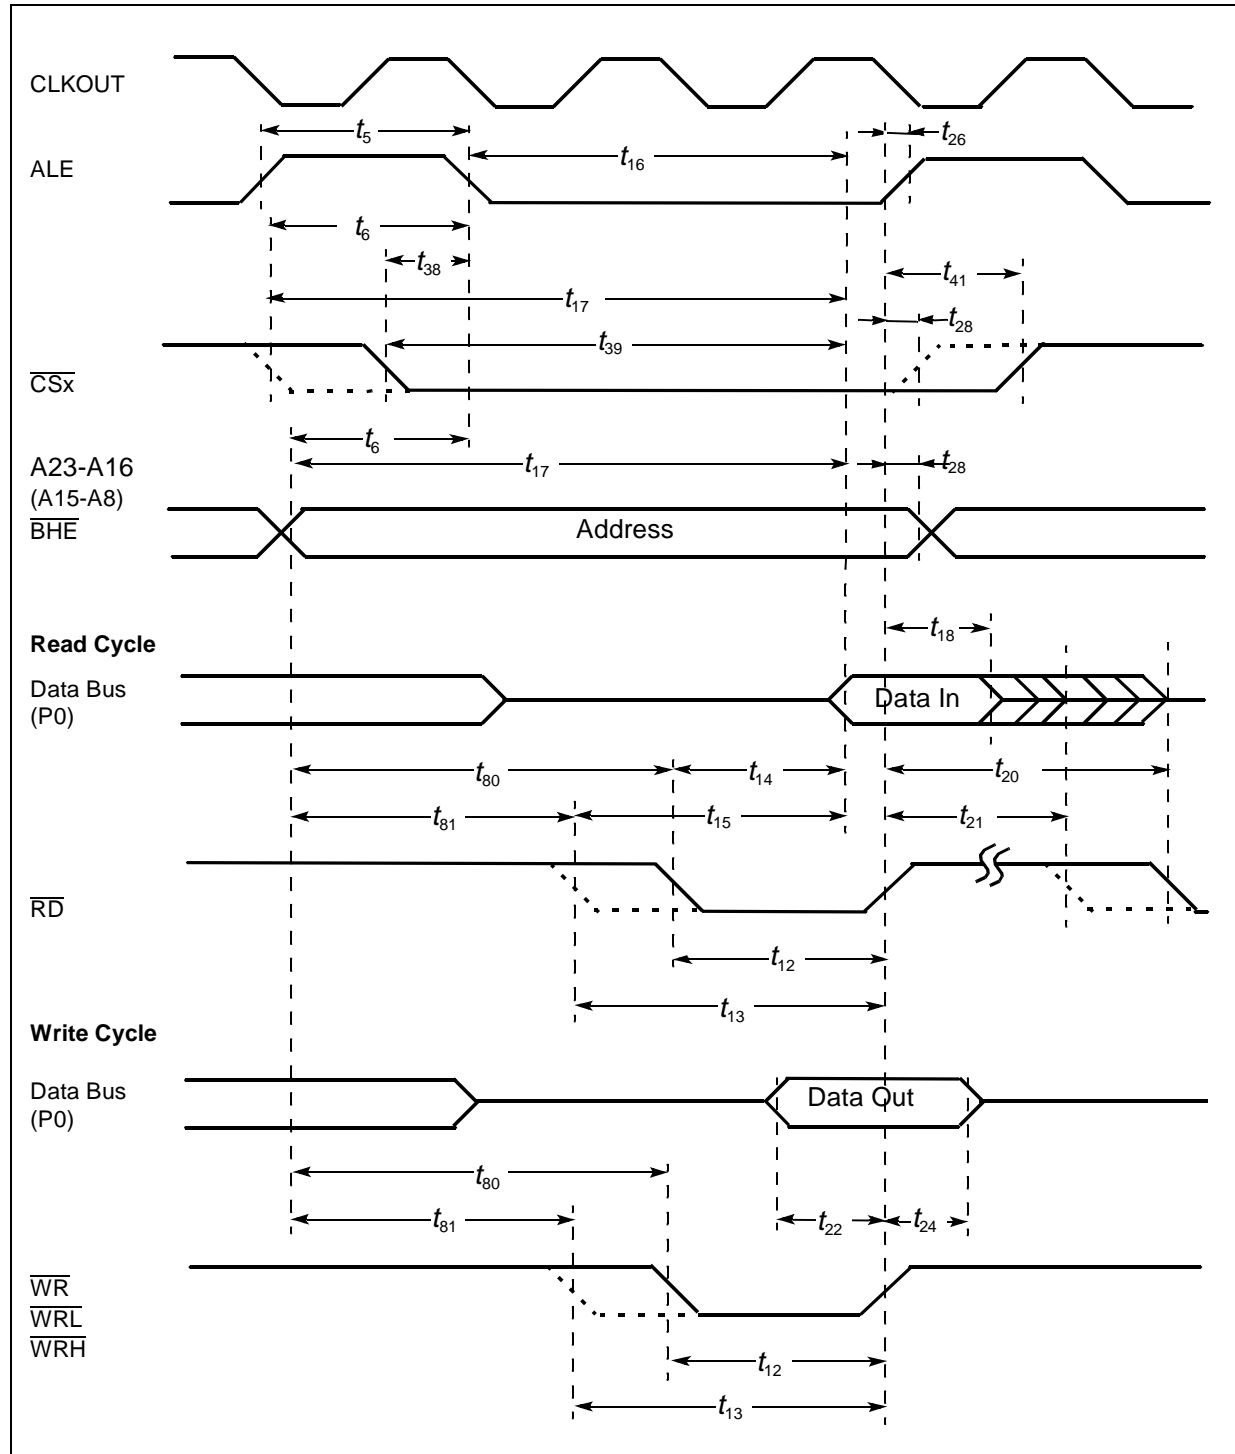 CLKOUT
t5
t26
ALE
t16
t6
t38
t41
t17
t28
t39
CSx
t6
A23-A16
t17
t28
(A15-A8)
BHE
Address
t18
Read Cycle
Data Bus
(P0)
Data In
t80
t14
t20
t81
t15
t21
RD
t12
t13
Write Cycle
Data Bus
(P0)
Data Out
t80
t81
t22
t24
WR
WRL
WRH
t12
t13